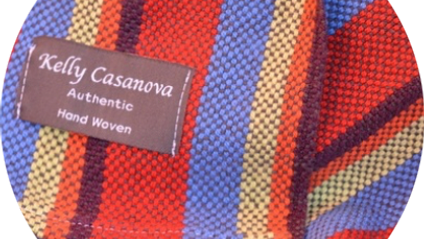 Kelly Casanova
Authentic
Hand Woven